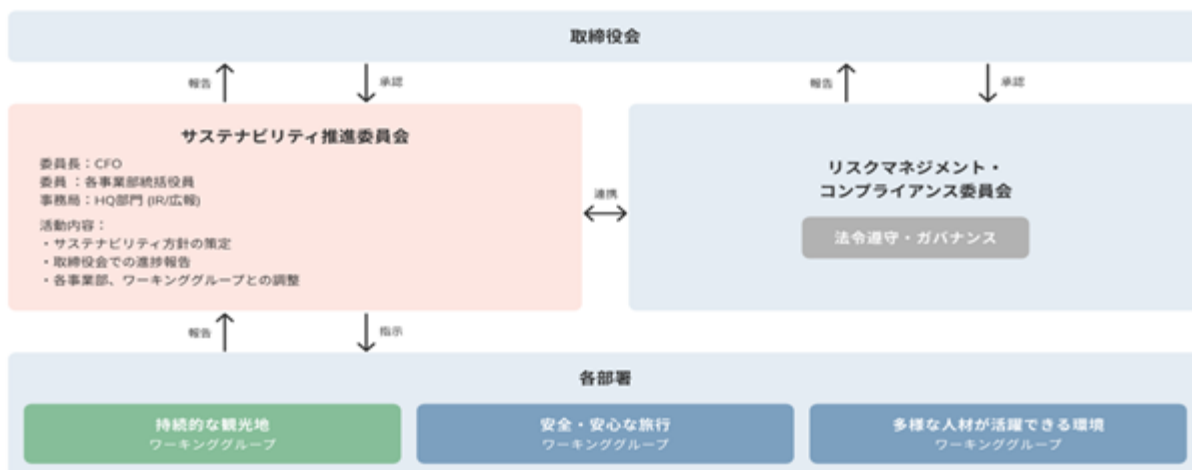 取締役会
報告
承認
報告
承認
サステナビリティ推進委員会
委員長：CFO
委員 ：各事業部統括役員
事務局：HQ部門 (IR/広報)
活動内容：
・サステナビリティ方針の策定
・取締役会での進捗報告
・各事業部、ワーキンググループとの調整
連携
リスクマネジメント・
コンプライアンス委員会
法令遵守・ガバナンス
報告
指示
各部署
持続的な観光地
ワーキンググループ
安全・安心な旅行
ワーキンググループ
多様な人材が活躍できる環境
ワーキンググループ